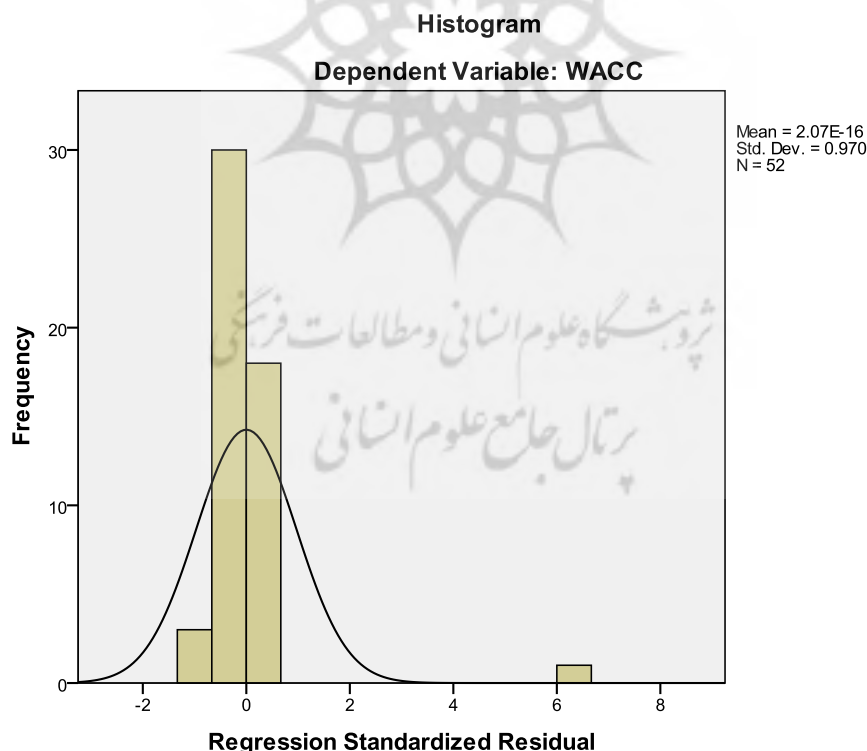 Histogram
Dependent Variable: WACC
Mean = 2.07E-16
Std. Dev. = 0.970
N = 52
30
20
10
0
Frequency
-2 0 2 4 6 8
Regression Standardized Residual
پژوهشگاه علوم انسانی و مطالعات فرهنگی
پرتال جامع علوم انسانی